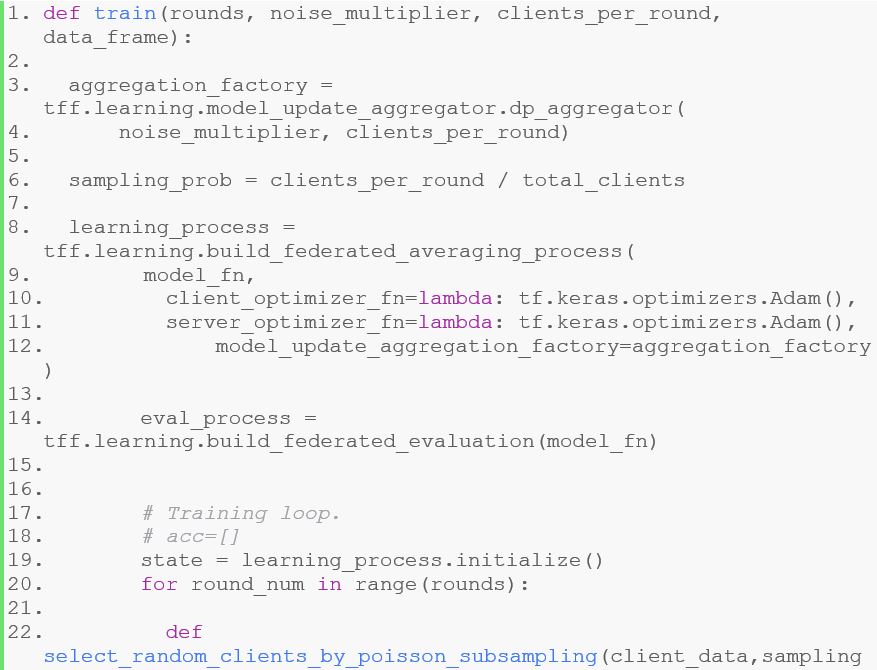 1. def train(rounds, noise_multiplier, clients_per_round,
data_frame):
2.
3. aggregation_factory =
tff.learning.model_update_aggregator.dp_aggregator(
4. noise_multiplier, clients_per_round)
5.
6. sampling_prob = clients_per_round / total_clients
7.
8. learning_process =
tff.learning.build_federated_averaging_process(
9. model_fn,
10. client_optimizer_fn=lambda: tf.keras.optimizers.Adam(),
11. server_optimizer_fn=lambda: tf.keras.optimizers.Adam(),
12. model_update_aggregation_factory=aggregation_factory
)
13.
14. eval_process =
tff.learning.build_federated_evaluation(model_fn)
15.
16.
17. # Training loop.
18. # acc=[]
19. state = learning_process.initialize()
20. for round_num in range(rounds):
21.
22. def
select_random_clients_by_poisson_subsampling(client_data,sampling